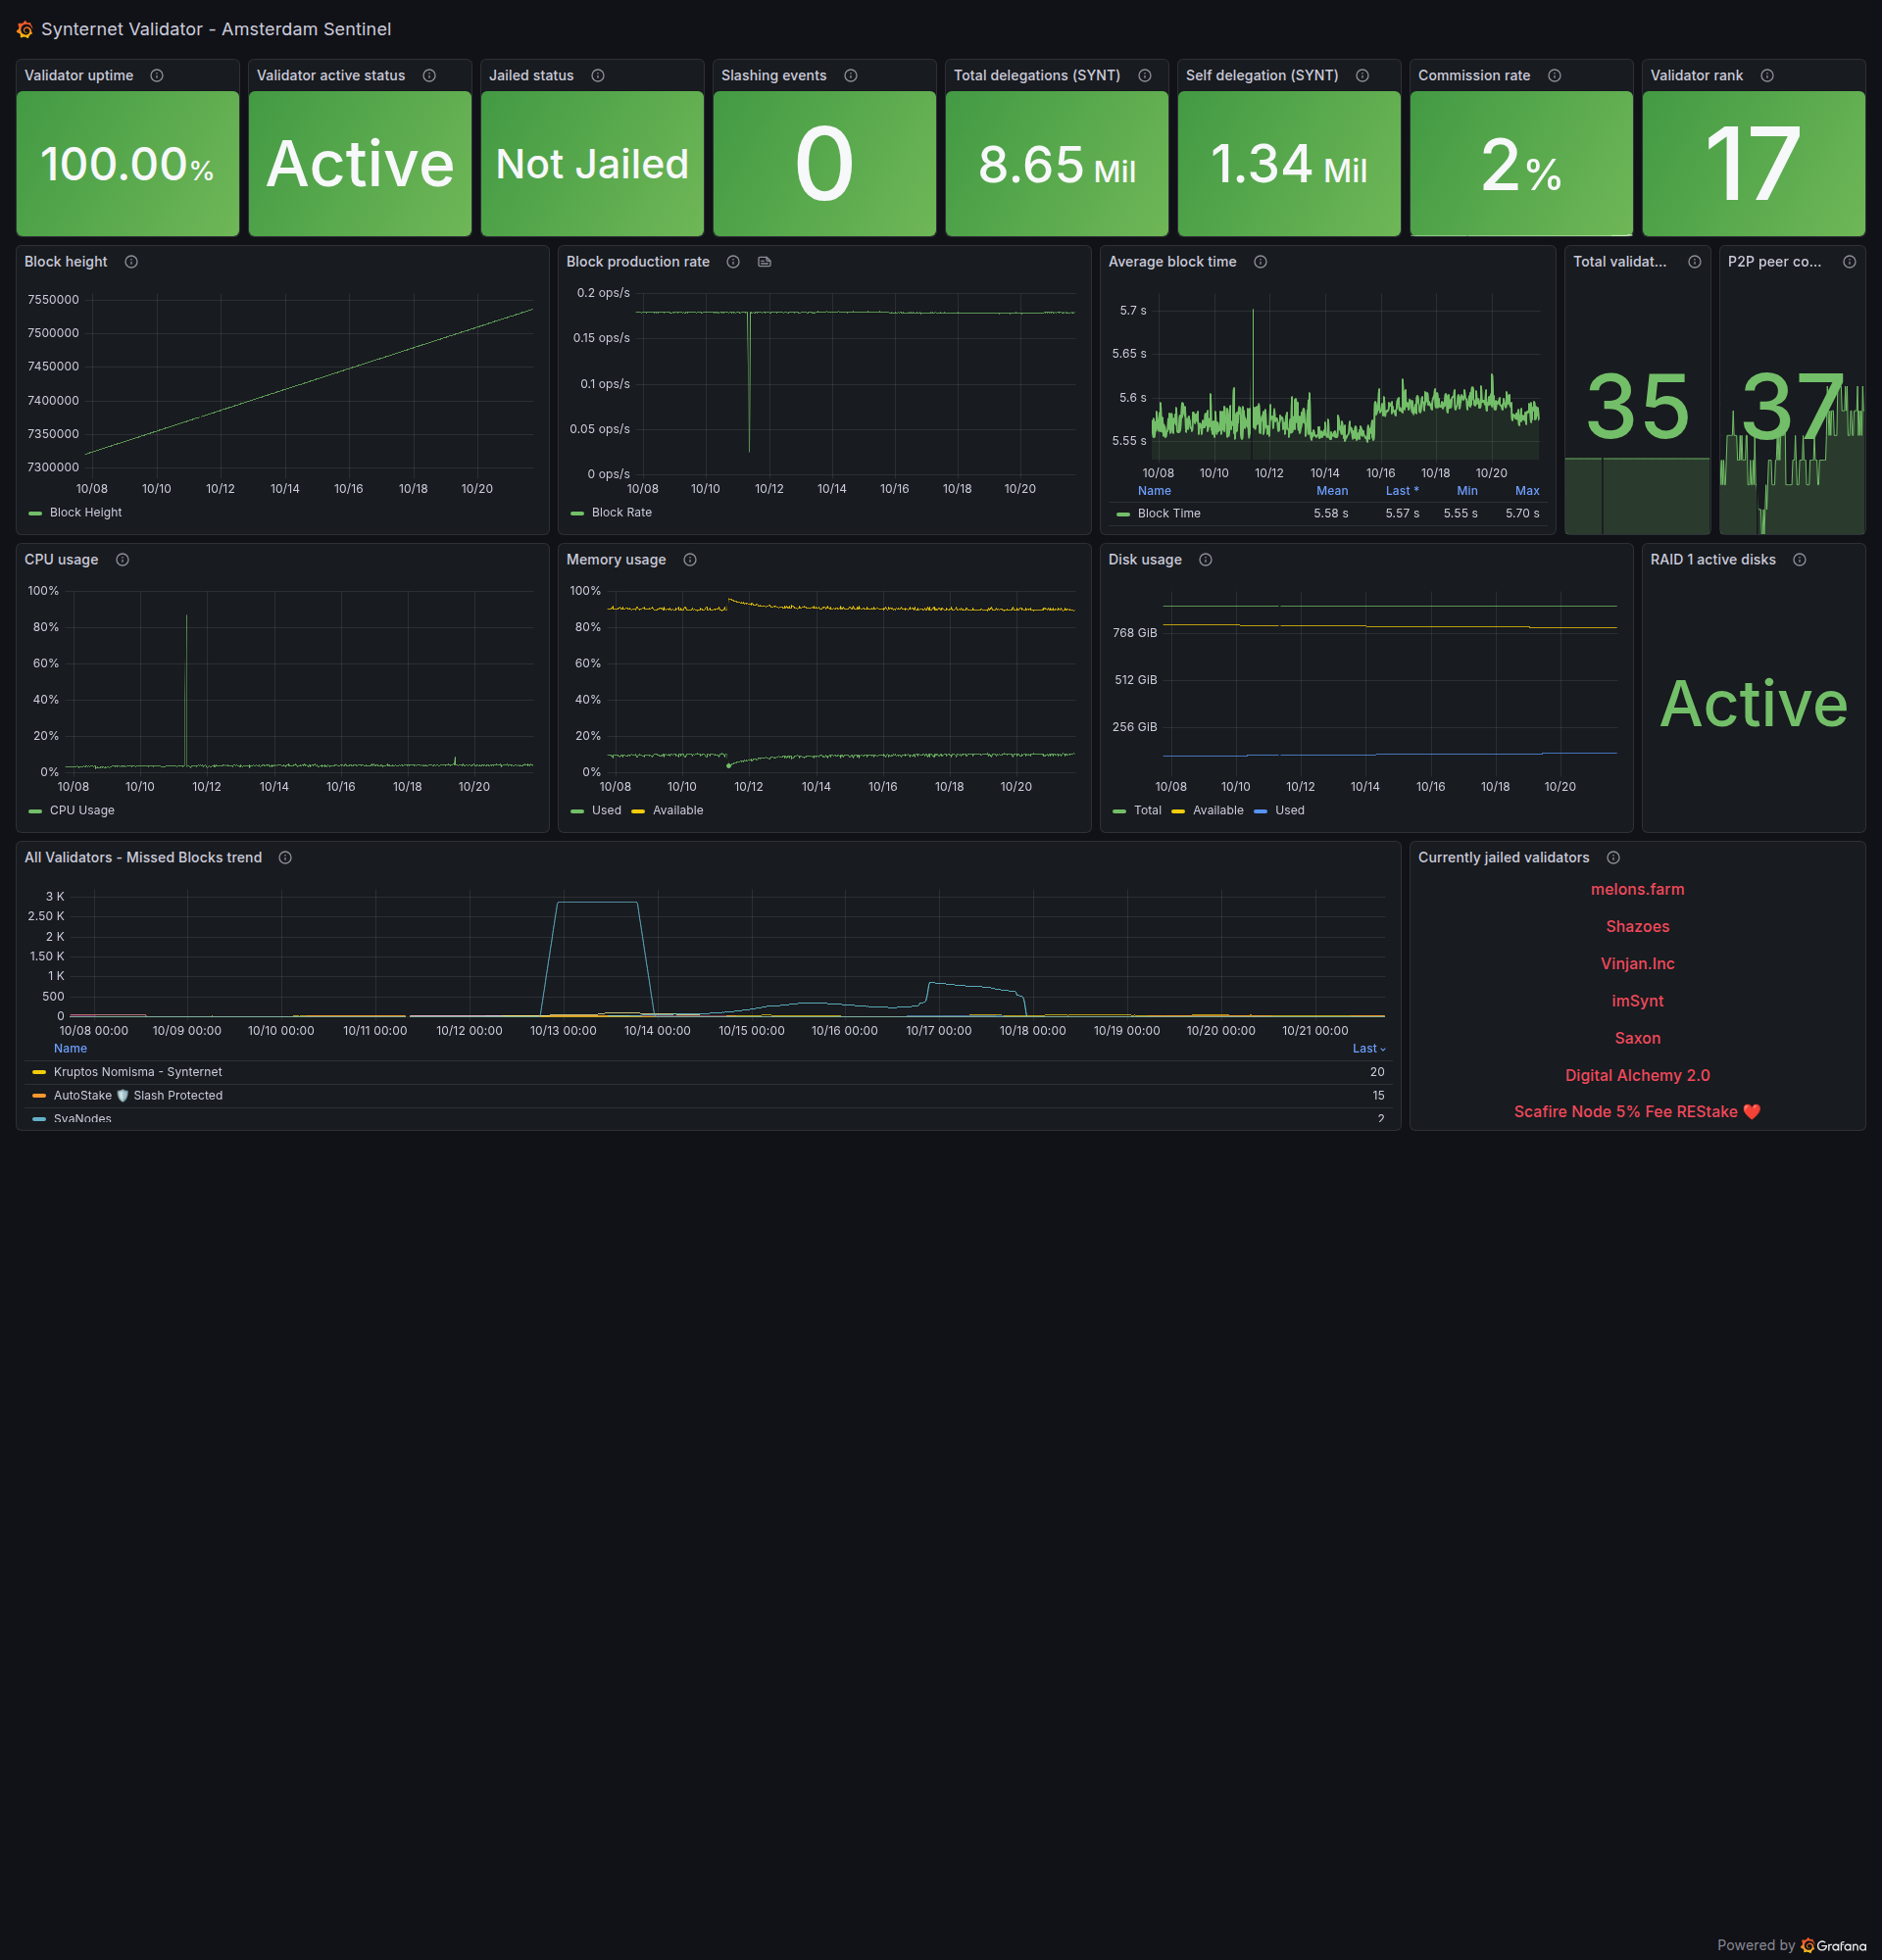 Synternet Validator - Amsterdam Sentinel
Validator uptime
100.00%
Validator active status
Active
Jailed status
Not Jailed
Slashing events
0
Total delegations (SYNT)
8.65 Mil
Self delegation (SYNT)
1.34 Mil
Commission rate
2%
Validator rank
17
Block height
7550000
7500000
7450000
7400000
7350000
7300000
10/08 10/10 10/12 10/14 10/16 10/18 10/20
Block Height
Block production rate
0.2 ops/s
0.15 ops/s
0.1 ops/s
0.05 ops/s
0 ops/s
10/08 10/10 10/12 10/14 10/16 10/18 10/20
Block Rate
Average block time
5.7 s
5.65 s
5.6 s
5.55 s
10/08 10/10 10/12 10/14 10/16 10/18 10/20
Name Mean Last * Min Max
Block Time 5.58 s 5.57 s 5.55 s 5.70 s
Total validat...
35
P2P peer co...
37
CPU usage
100%
80%
60%
40%
20%
0%
10/08 10/10 10/12 10/14 10/16 10/18 10/20
CPU Usage
Memory usage
100%
80%
60%
40%
20%
0%
10/08 10/10 10/12 10/14 10/16 10/18 10/20
Used Available
Disk usage
768 GiB
512 GiB
256 GiB
10/08 10/10 10/12 10/14 10/16 10/18 10/20
Total Available Used
RAID 1 active disks
Active
All Validators - Missed Blocks trend
3 K
2.50 K
2 K
1.50 K
1 K
500
0
10/08 00:00 10/09 00:00 10/10 00:00 10/11 00:00 10/12 00:00 10/13 00:00 10/14 00:00 10/15 00:00 10/16 00:00 10/17 00:00 10/18 00:00 10/19 00:00 10/20 00:00 10/21 00:00
Name Last
Kruptos Nomisma - Synternet 20
AutoStake 🛡️ Slash Protected 15
SvaNodes 2
Currently jailed validators
melons.farm
Shazoes
Vinjan.Inc
imSynt
Saxon
Digital Alchemy 2.0
Scafire Node 5% Fee REStake ❤️
Powered by Grafana